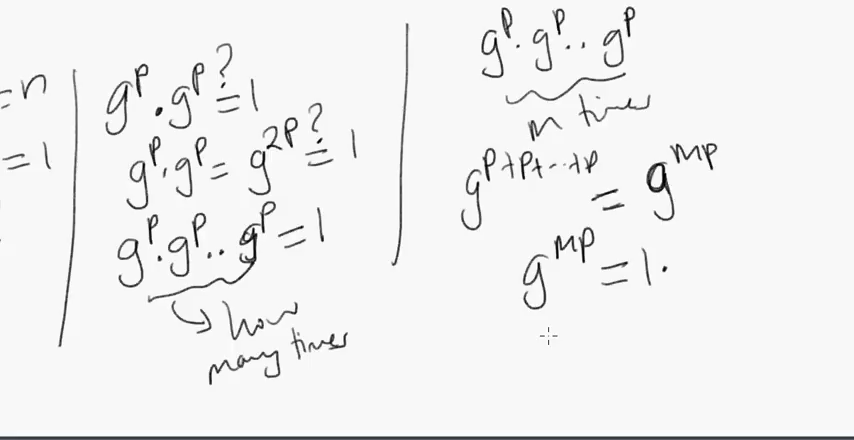 =n
=1
g^p · g^p ?= 1
g^p · g^p = g^{2p} ?= 1
g^p · g^p .. g^p = 1
how
many times
g^p · g^p .. g^p
m times
g^{p+p+...+p} = g^{mp}
g^{mp} = 1.